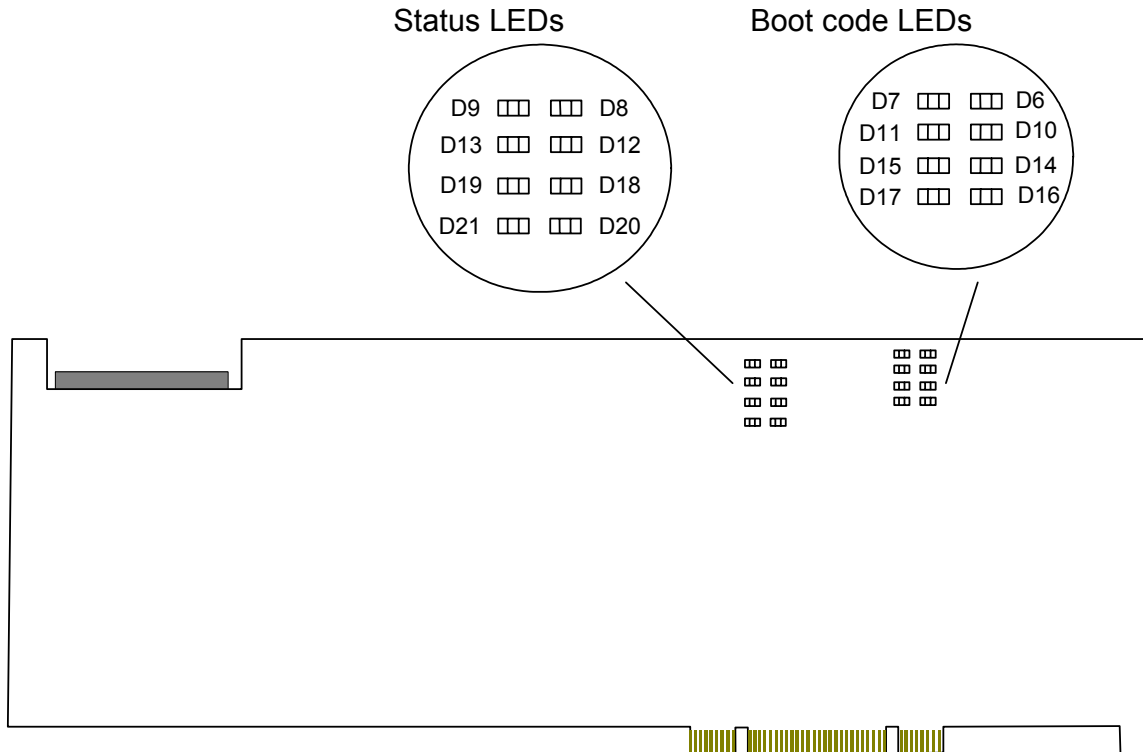 Status LEDs
Boot code LEDs
D9 D8
D13 D12
D19 D18
D21 D20
D7 D6
D11 D10
D15 D14
D17 D16